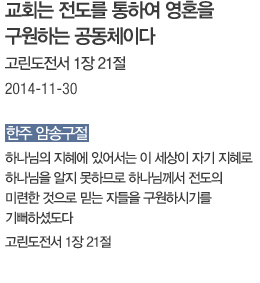 교회는 전도를 통하여 영혼을
구원하는 공동체이다
고린도전서 1장 21절
2014-11-30
한주 암송구절
하나님의 지혜에 있어서는 이 세상이 자기 지혜로
하나님을 알지 못하므로 하나님께서 전도의
미련한 것으로 믿는 자들을 구원하시기를
기뻐하셨도다
고린도전서 1장 21절